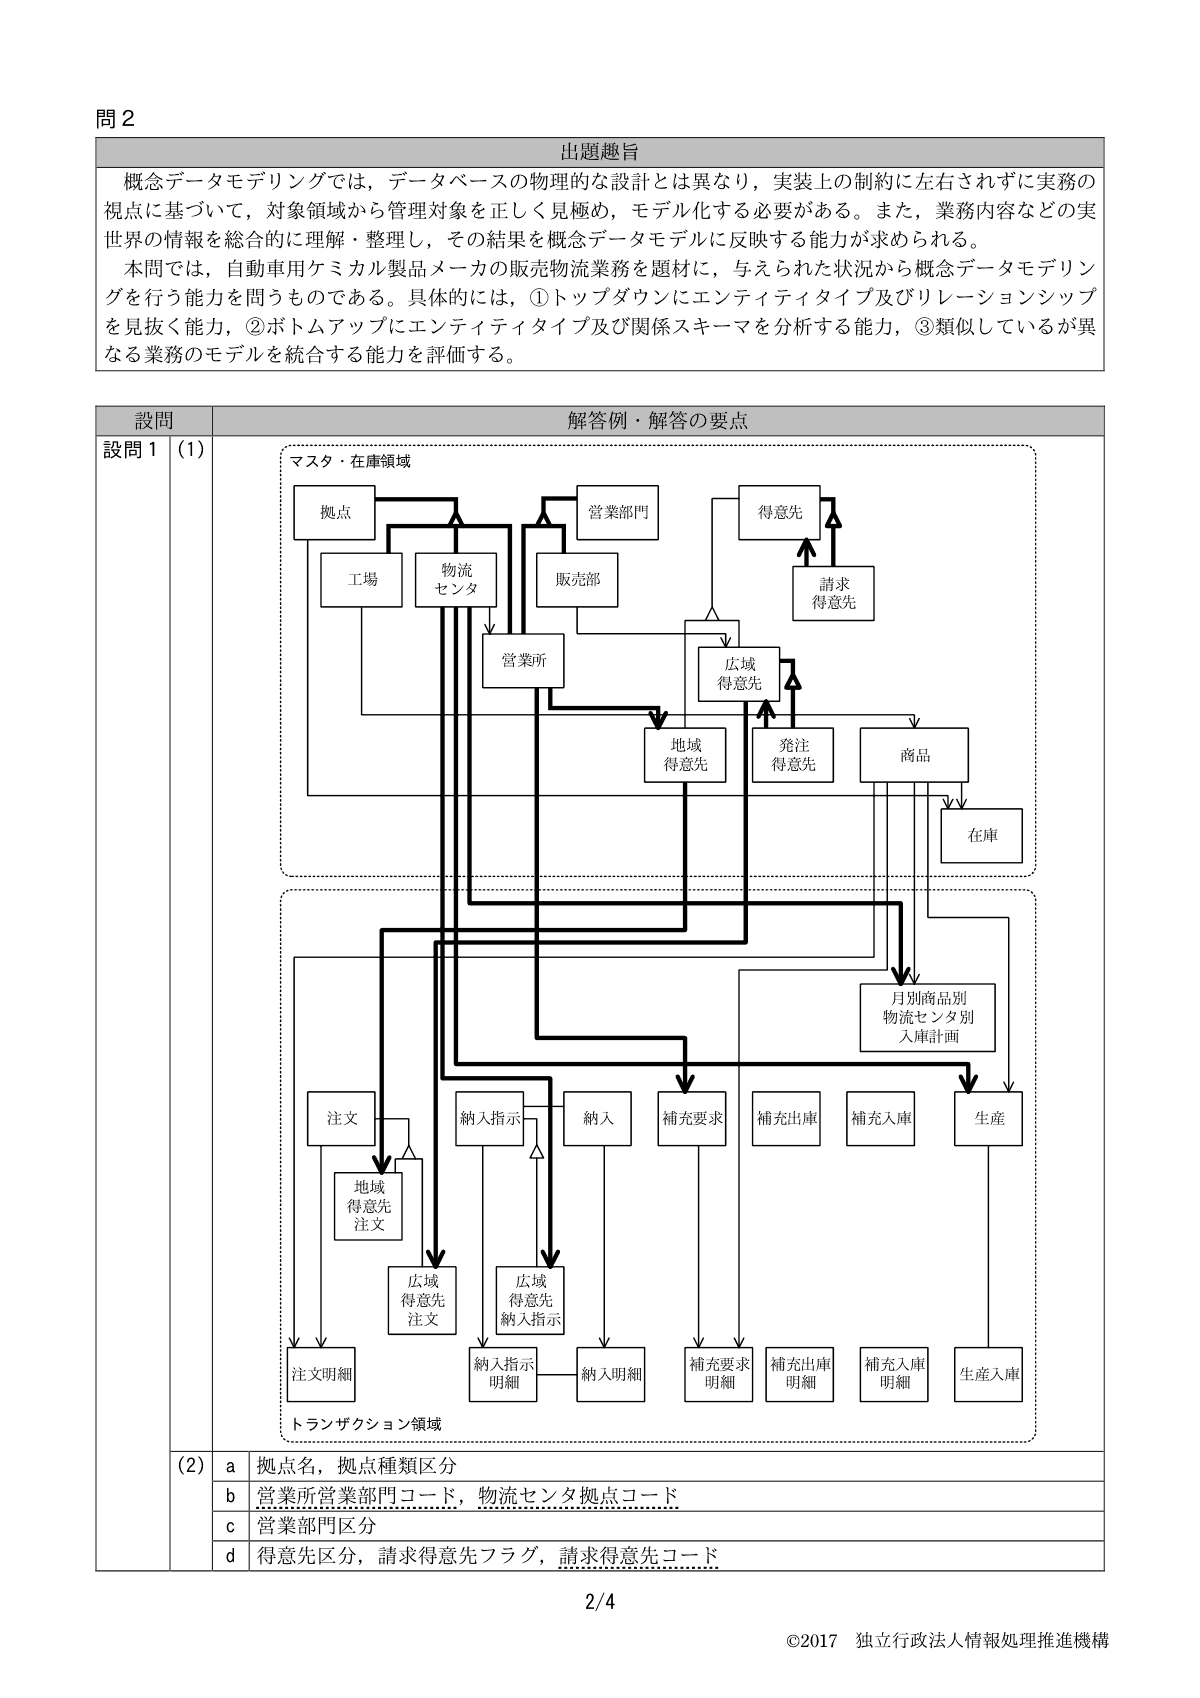 問２
出題趣旨
概念データモデリングでは，データベースの物理的な設計とは異なり，実装上の制約に左右されずに実務の
視点に基づいて，対象領域から管理対象を正しく見極め，モデル化する必要がある。また，業務内容などの実
世界の情報を総合的に理解・整理し，その結果を概念データモデルに反映する能力が求められる。
本問では，自動車用ケミカル製品メーカの販売物流業務を題材に，与えられた状況から概念データモデリン
グを行う能力を問うものである。具体的には，①トップダウンにエンティティタイプ及びリレーションシップ
を見抜く能力，②ボトムアップにエンティティタイプ及び関係スキーマを分析する能力，③類似しているが異
なる業務のモデルを統合する能力を評価する。
設問 解答例・解答の要点
設問１ (1)
マスタ・在庫領域
拠点 営業部門 得意先
工場
物流
センタ
販売部
請求
得意先
営業所
広域
得意先
地域
得意先
発注
得意先
商品
在庫
月別商品別
物流センタ別
入庫計画
注文 納入指示 納入 補充要求 補充出庫 補充入庫 生産
地域
得意先
注文
広域
得意先
注文
広域
得意先
納入指示
注文明細
納入指示
明細
納入明細
補充要求
明細
補充出庫
明細
補充入庫
明細
生産入庫
トランザクション領域
(2) a 拠点名，拠点種類区分
b 営業所営業部門コード，物流センタ拠点コード
c 営業部門区分
d 得意先区分，請求得意先フラグ，請求得意先コード
2/4
©2017 独立行政法人情報処理推進機構